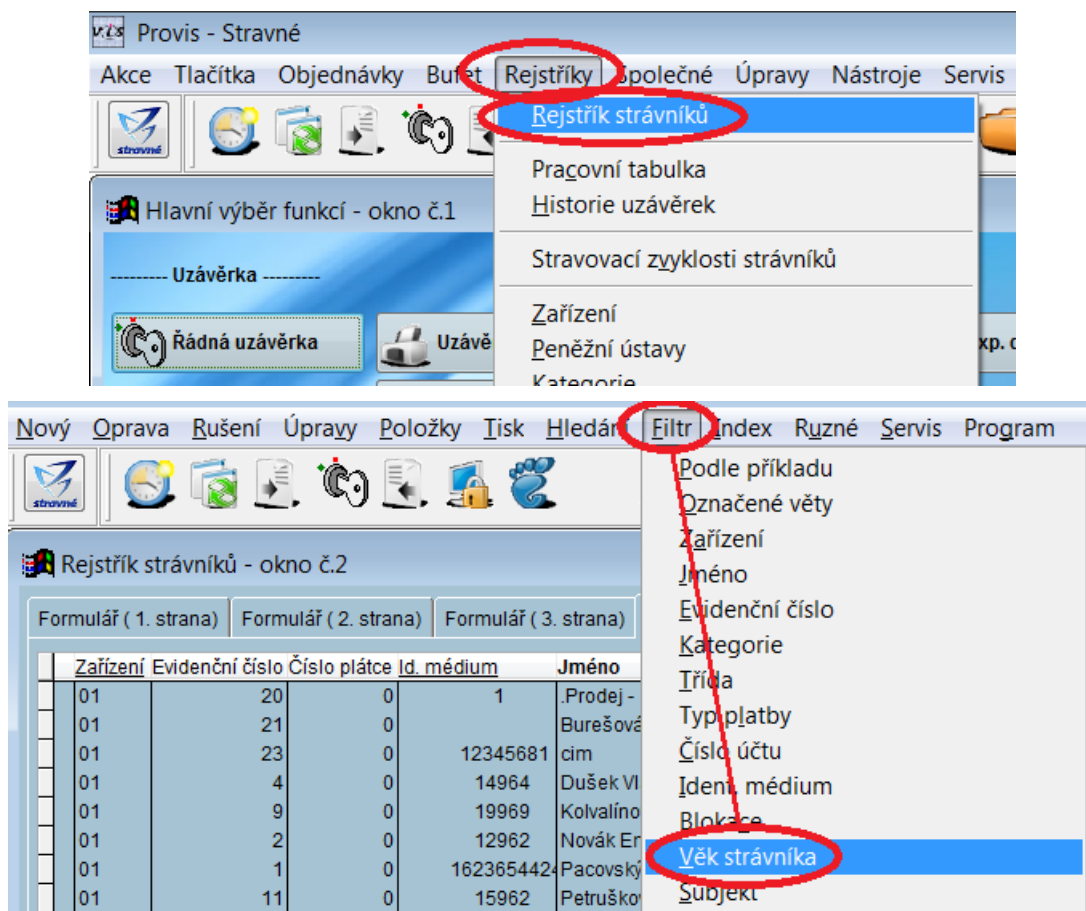 v.i.s Provis - Stravné
Akce Tlačítka Objednávky Bufet Rejstříky Společné Úpravy Nástroje Servis
stravné
Rejstřík strávníků
Pracovní tabulka
Historie uzávěrek
Stravovací zvyklosti strávníků
Zařízení
Peněžní ústavy
Kategorie
Hlavní výběr funkcí - okno č.1
--------- Uzávěrka ---------
Řádná uzávěrka
Uzávě
xp.
Nový Oprava Rušení Úpravy Položky Tisk Hledání Filtr Index Ruzné Servis Program
stravné
Podle příkladu
Označené věty
Zařízení
Jméno
Evidenční číslo
Kategorie
Třída
Typ platby
Číslo účtu
Ident. médium
Blokace
Věk strávníka
Subjekt
Rejstřík strávníků - okno č.2
Formulář ( 1. strana) Formulář ( 2. strana) Formulář ( 3. strana)
Zařízení Evidenční číslo Číslo plátce Id. médium Jméno
01 20 0 1 .Prodej -
01 21 0 Burešová
01 23 0 12345681 cim
01 4 0 14964 Dušek Vl
01 9 0 19969 Kolvalíno
01 2 0 12962 Novák Er
01 1 0 1623654424 Pacovský
01 11 0 15962 Petruško